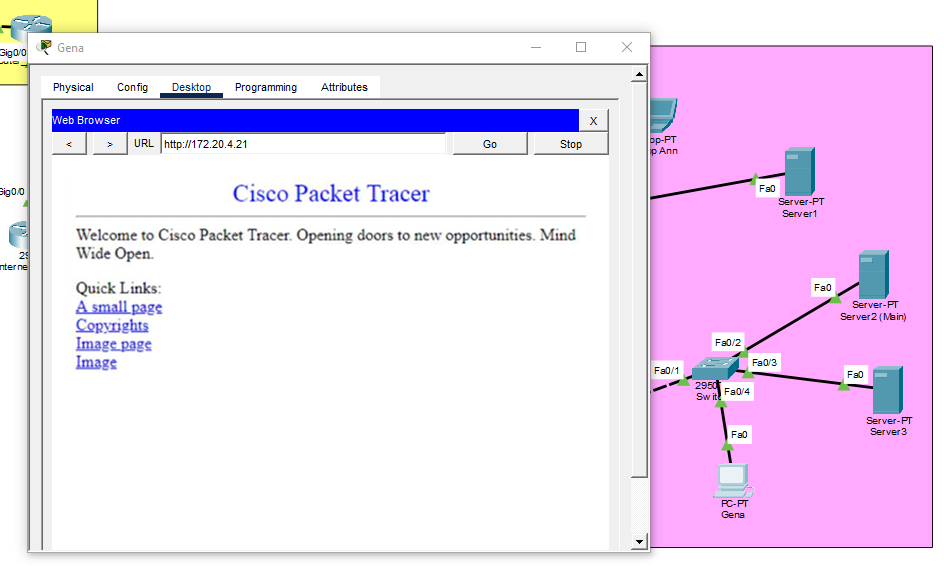 Gig0/0
Gena
Physical
Config
Desktop
Programming
Attributes
Web Browser
X
<
>
URL
http://172.20.4.21
Go
Stop
Cisco Packet Tracer
Welcome to Cisco Packet Tracer. Opening doors to new opportunities. Mind
Wide Open.
Quick Links:
A small page
Copyrights
Image page
Image
Gig0/0
29
nterne
op-PT
op Ann
Fa0
Server-PT
Server1
Fa0
Server-PT
Server2 (Main)
Fa0/2
Fa0/1
Fa0/3
2950
Swit
Fa0/4
Fa0
Server-PT
Server3
Fa0
PC-PT
Gena